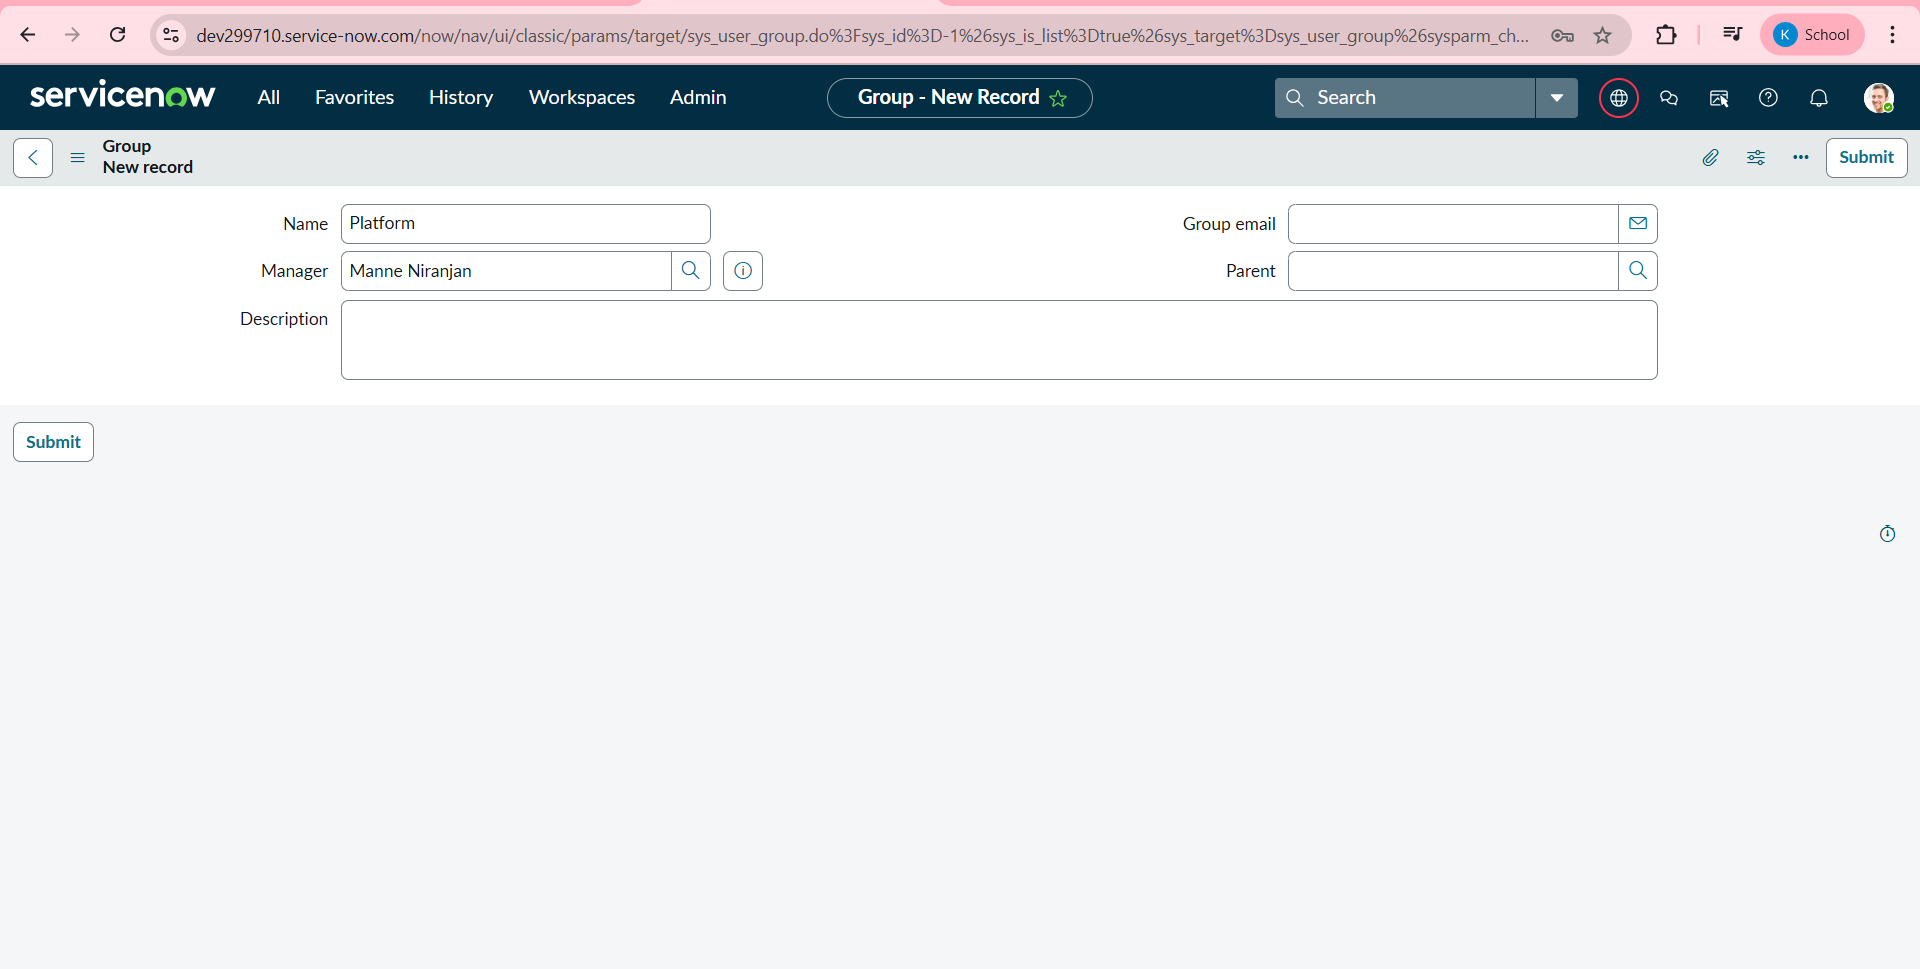 dev299710.service-now.com/now/nav/ui/classic/params/target/sys_user_group.do%3Fsys_id%3D-1%26sys_is_list%3Dtrue%26sys_target%3Dsys_user_group%26sysparm_ch...
K School
servicenow All Favorites History Workspaces Admin Group - New Record Search
Group
New record
Submit
Name Platform Group email
Manager Manne Niranjan Parent
Description
Submit